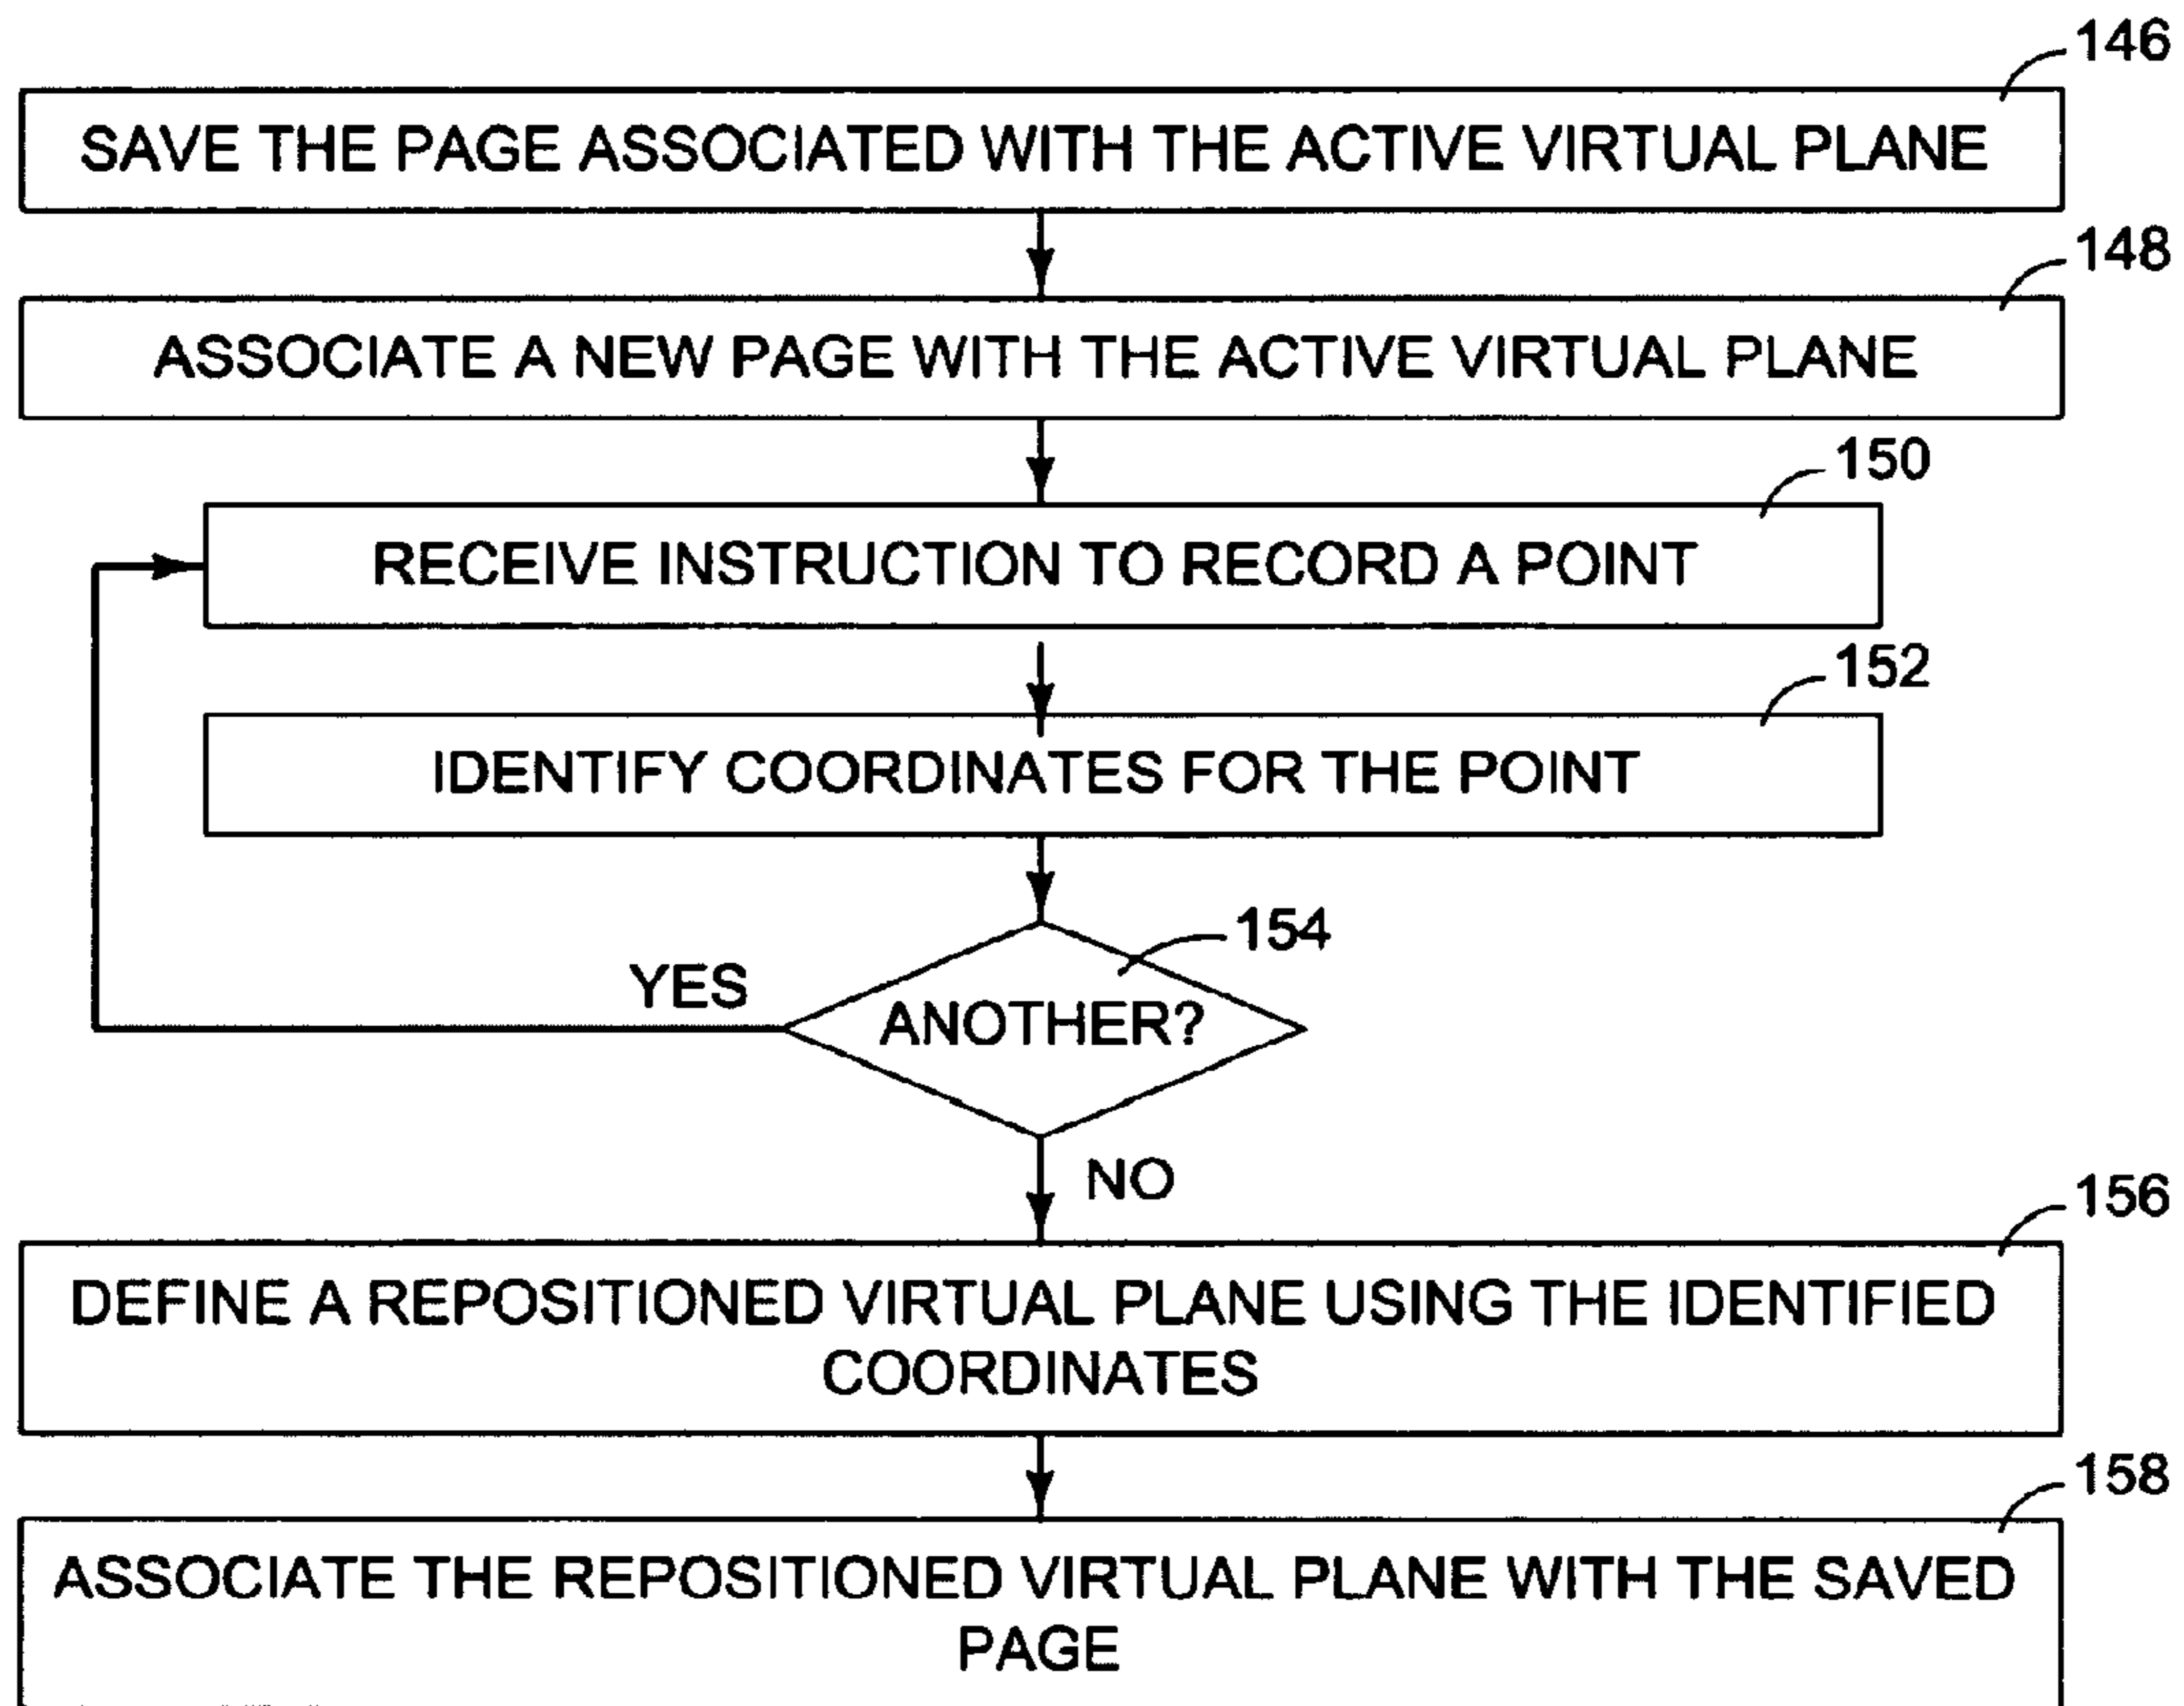 146
SAVE THE PAGE ASSOCIATED WITH THE ACTIVE VIRTUAL PLANE
148
ASSOCIATE A NEW PAGE WITH THE ACTIVE VIRTUAL PLANE
150
RECEIVE INSTRUCTION TO RECORD A POINT
152
IDENTIFY COORDINATES FOR THE POINT
154
YES
ANOTHER?
NO
156
DEFINE A REPOSITIONED VIRTUAL PLANE USING THE IDENTIFIED
COORDINATES
158
ASSOCIATE THE REPOSITIONED VIRTUAL PLANE WITH THE SAVED
PAGE